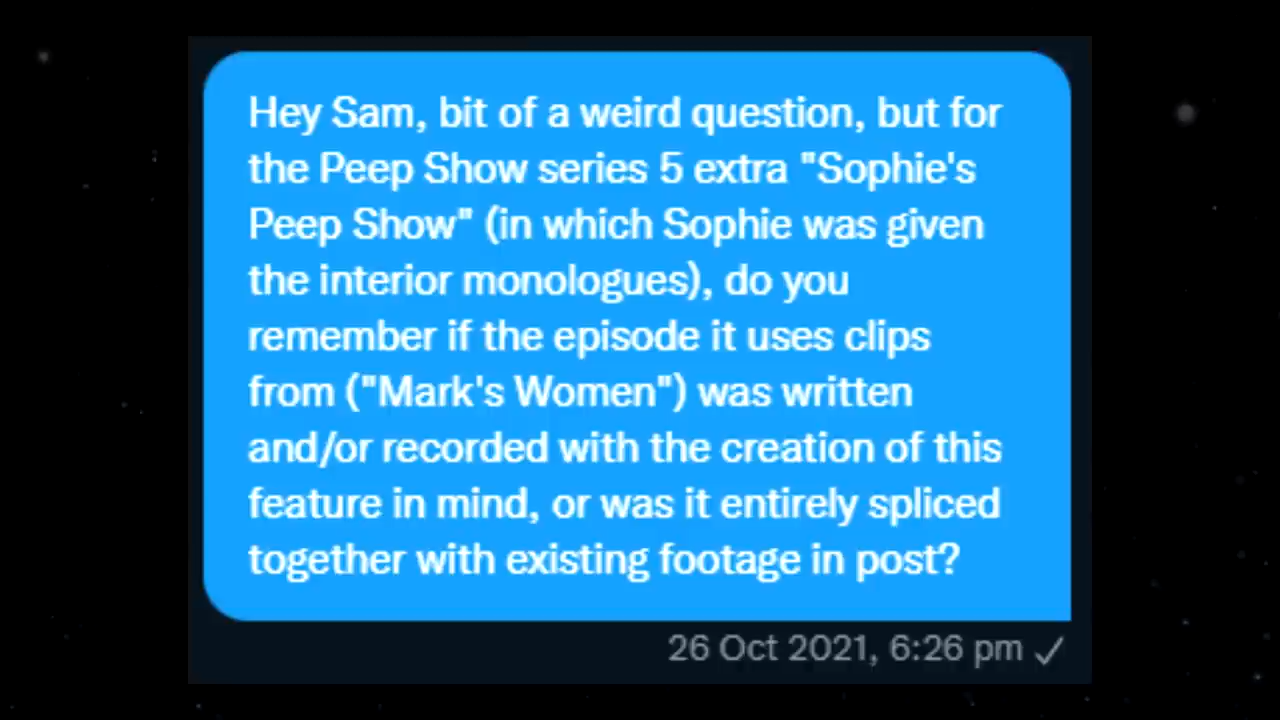 Hey Sam, bit of a weird question, but for
the Peep Show series 5 extra "Sophie's
Peep Show" (in which Sophie was given
the interior monologues), do you
remember if the episode it uses clips
from ("Mark's Women") was written
and/or recorded with the creation of this
feature in mind, or was it entirely spliced
together with existing footage in post?
26 Oct 2021, 6:26 pm ✓